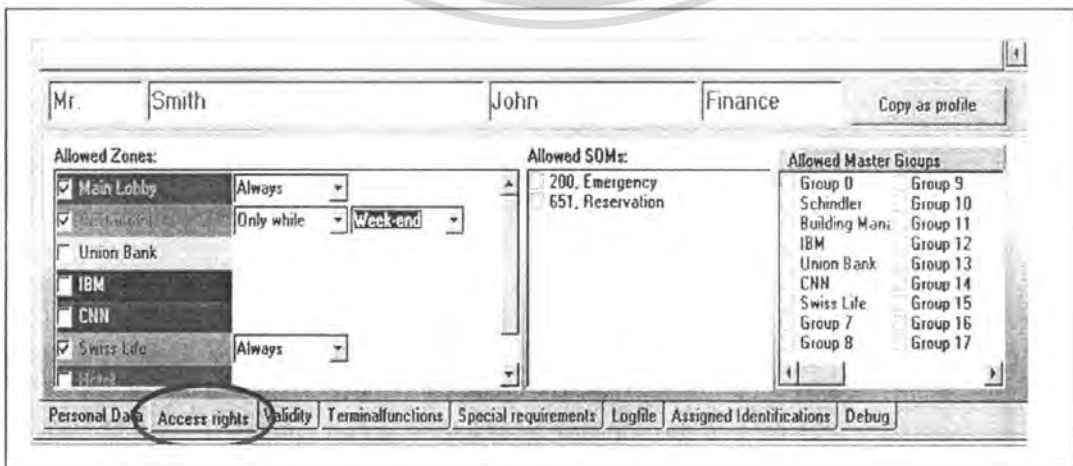 Mr. Smith John Finance Copy as profile
Allowed Zones:
Main Lobby Always
Only while Week-end
Union Bank
IBM
CNN
Swiss Life Always
Allowed SOMs:
200, Emergency
651, Reservation
Allowed Master Groups
Group 0 Group 9
Schindler Group 10
Building Mana Group 11
IBM Group 12
Union Bank Group 13
CNN Group 14
Swiss Life Group 15
Group 7 Group 16
Group 8 Group 17
Personal Data Access rights Validity Terminalfunctions Special requirements Logfile Assigned Identifications Debug